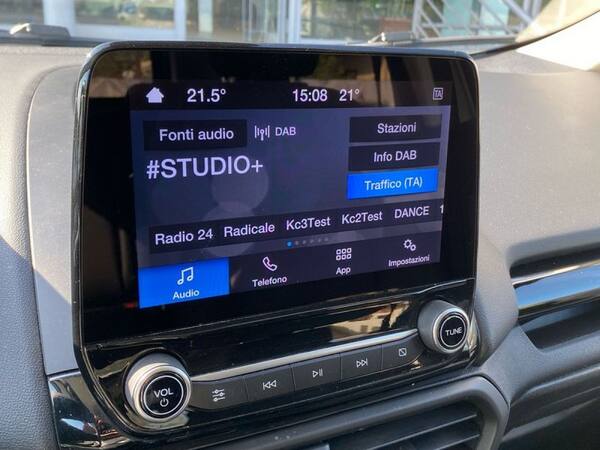 21.5° 15:08 21° TA
Fonti audio DAB Stazioni
Info DAB
#STUDIO+
Traffico (TA)
Radio 24 Radicale Kc3Test Kc2Test DANCE 1
Audio Telefono App Impostazioni
VOL TUNE